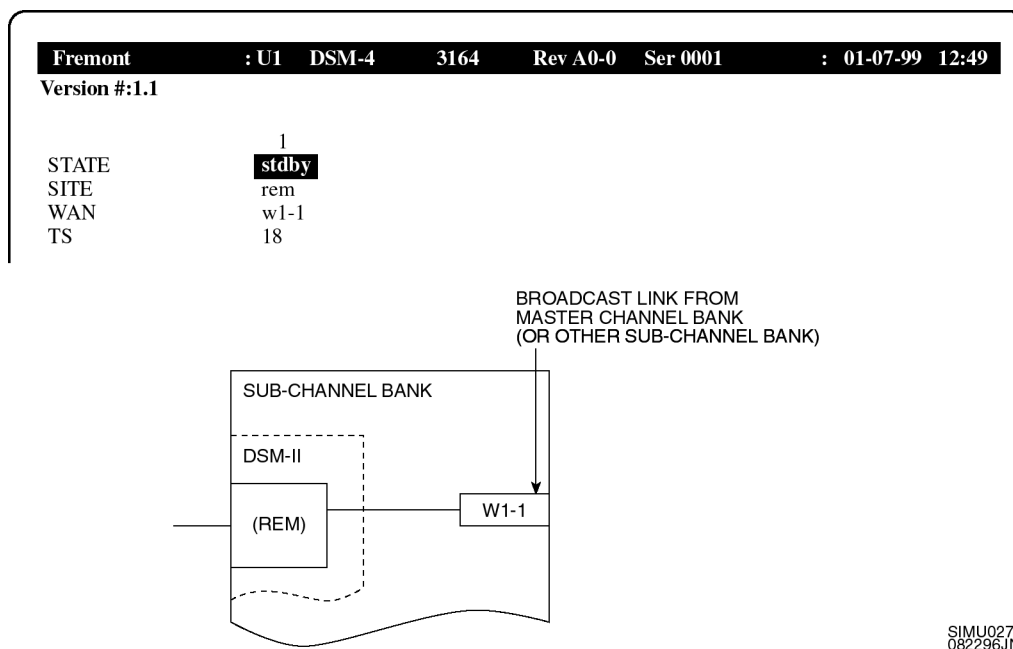 Fremont : U1 DSM-4 3164 Rev A0-0 Ser 0001 : 01-07-99 12:49
Version #:1.1
1
STATE stdby
SITE rem
WAN w1-1
TS 18
BROADCAST LINK FROM
MASTER CHANNEL BANK
(OR OTHER SUB-CHANNEL BANK)
SUB-CHANNEL BANK
DSM-II
(REM)
W1-1
SIMU027